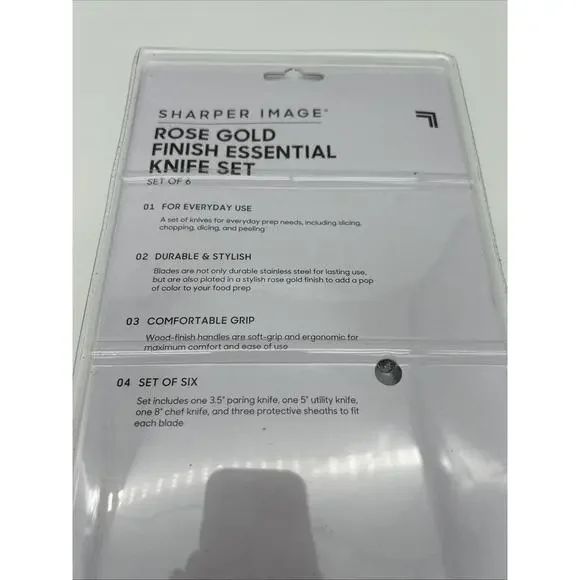 SHARPER IMAGE®
ROSE GOLD
FINISH ESSENTIAL
KNIFE SET
SET OF 6
01 FOR EVERYDAY USE
A set of knives for everyday prep needs, including slicing,
chopping, dicing, and peeling
02 DURABLE & STYLISH
Blades are not only durable stainless steel for lasting use,
but are also plated in a stylish rose gold finish to add a pop
of color to your food prep
03 COMFORTABLE GRIP
Wood-finish handles are soft-grip and ergonomic for
maximum comfort and ease of use
04 SET OF SIX
Set includes one 3.5" paring knife, one 5" utility knife,
one 8" chef knife, and three protective sheaths to fit
each blade